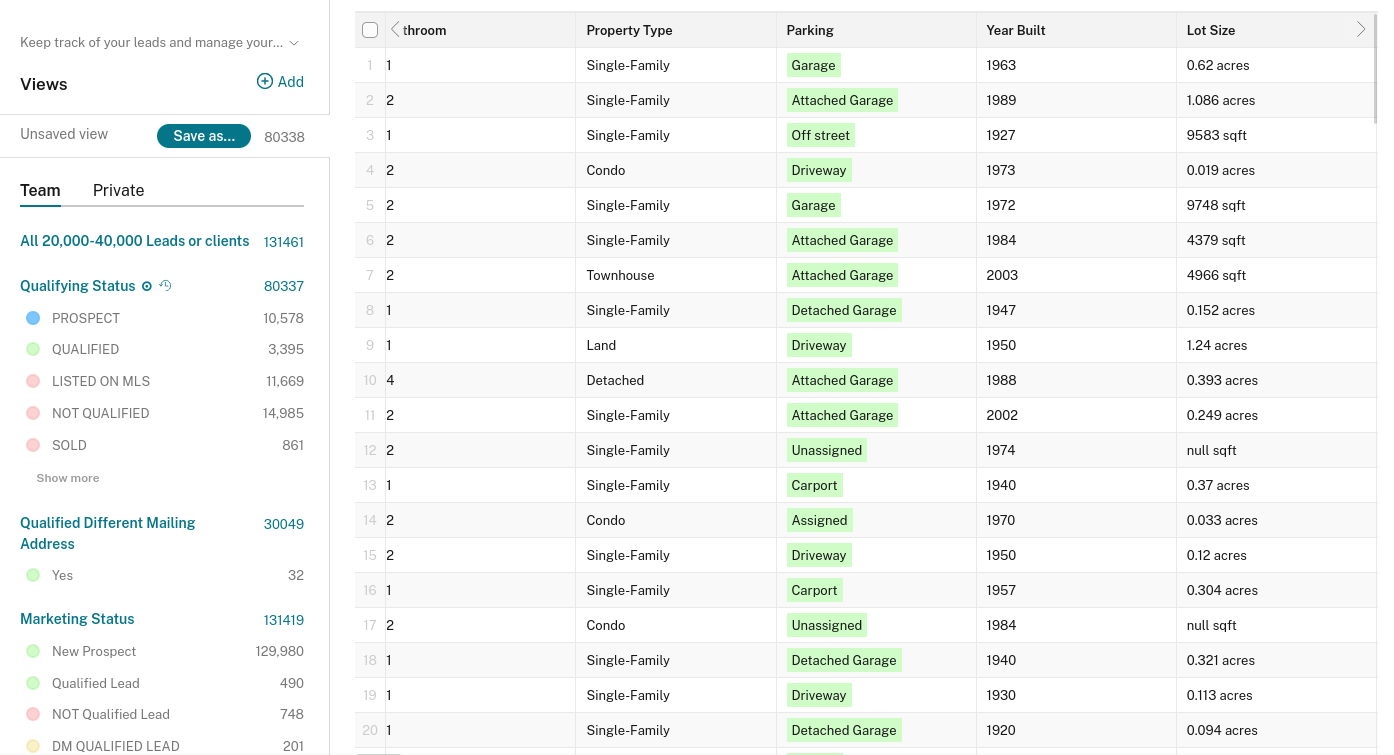 Keep track of your leads and manage your...
Views
Add
Unsaved view
Save as...
80338
Team Private
All 20,000-40,000 Leads or clients 131461
Qualifying Status 80337
PROSPECT 10,578
QUALIFIED 3,395
LISTED ON MLS 11,669
NOT QUALIFIED 14,985
SOLD 861
Show more
Qualified Different Mailing 30049
Address
Yes 32
Marketing Status 131419
New Prospect 129,980
Qualified Lead 490
NOT Qualified Lead 748
DM QUALIFIED LEAD 201
throom Property Type Parking Year Built Lot Size
1 1 Single-Family Garage 1963 0.62 acres
2 2 Single-Family Attached Garage 1989 1.086 acres
3 1 Single-Family Off street 1927 9583 sqft
4 2 Condo Driveway 1973 0.019 acres
5 2 Single-Family Garage 1972 9748 sqft
6 2 Single-Family Attached Garage 1984 4379 sqft
7 2 Townhouse Attached Garage 2003 4966 sqft
8 1 Single-Family Detached Garage 1947 0.152 acres
9 1 Land Driveway 1950 1.24 acres
10 4 Detached Attached Garage 1988 0.393 acres
11 2 Single-Family Attached Garage 2002 0.249 acres
12 2 Single-Family Unassigned 1974 null sqft
13 1 Single-Family Carport 1940 0.37 acres
14 2 Condo Assigned 1970 0.033 acres
15 2 Single-Family Driveway 1950 0.12 acres
16 1 Single-Family Carport 1957 0.304 acres
17 2 Condo Unassigned 1984 null sqft
18 1 Single-Family Detached Garage 1940 0.321 acres
19 1 Single-Family Driveway 1930 0.113 acres
20 1 Single-Family Detached Garage 1920 0.094 acres